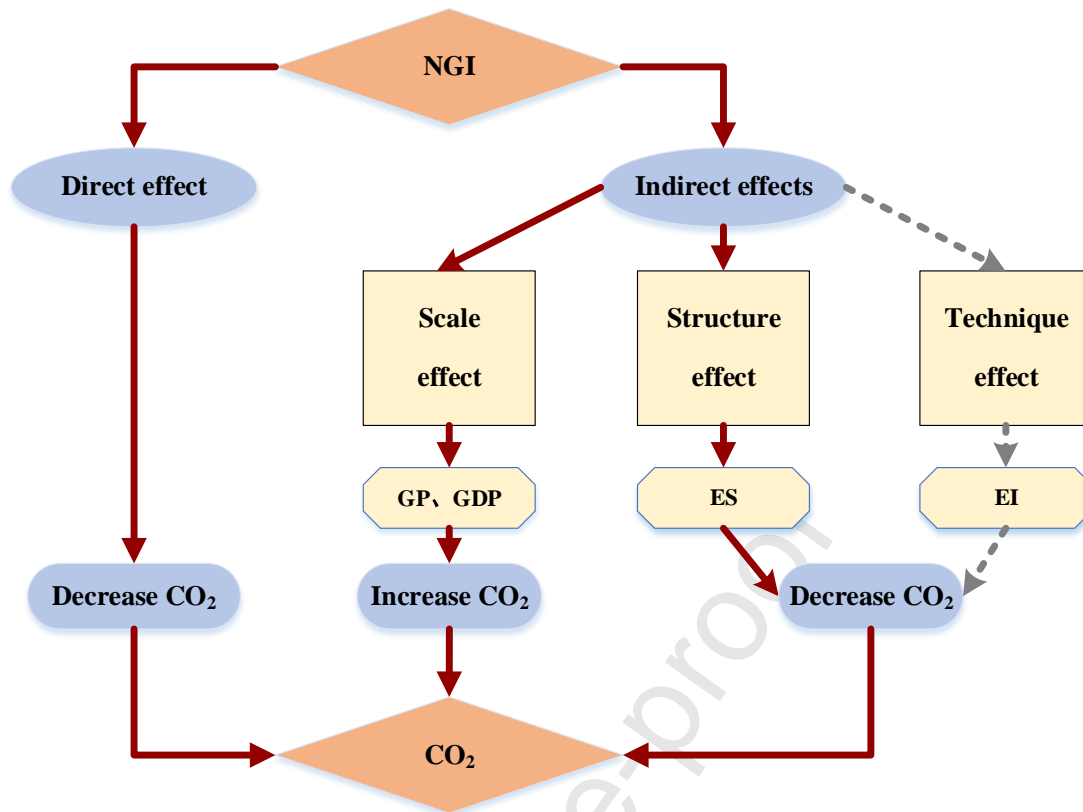 NGI
Direct effect
Indirect effects
Scale
effect
Structure
effect
Technique
effect
GP、GDP
ES
EI
Decrease CO₂
Increase CO₂
Decrease CO₂
CO₂
e-proof